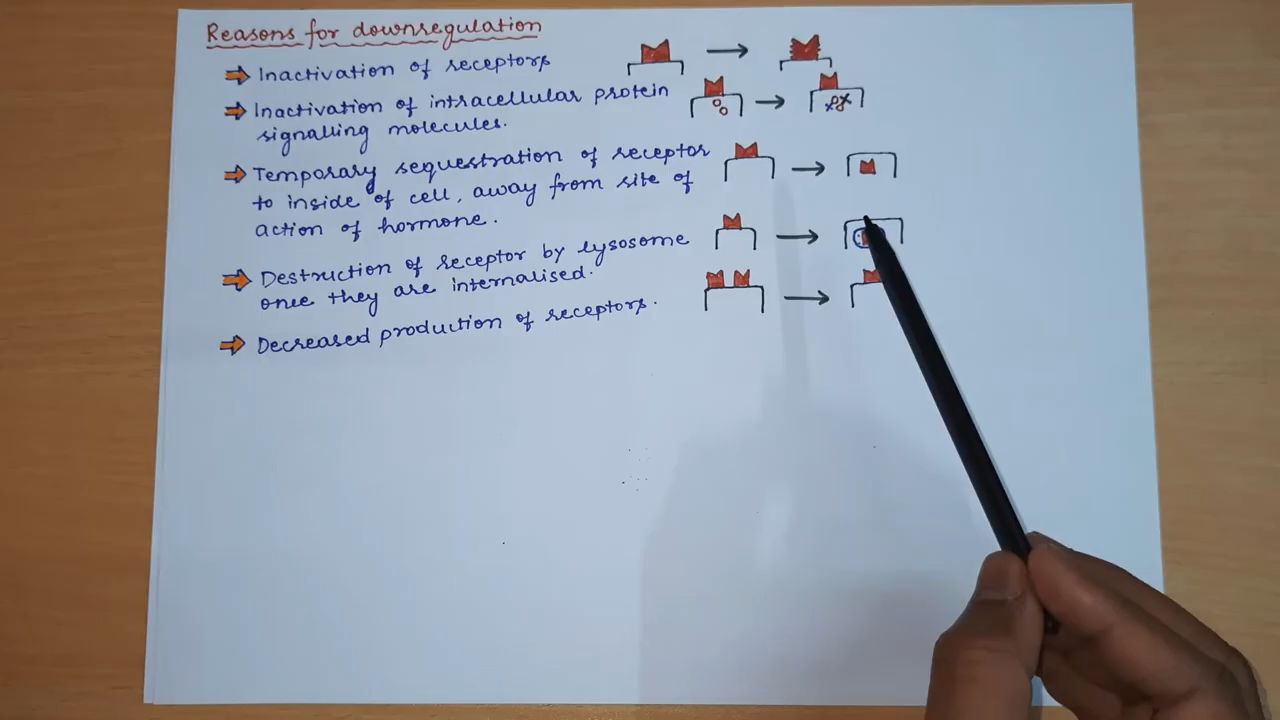 Reasons for downregulation
Inactivation of receptors
Inactivation of intracellular protein
signalling molecules.
Temporary sequestration of receptor
to inside of cell, away from site of
action of hormone.
Destruction of receptor by lysosome
once they are internalised.
Decreased production of receptors.